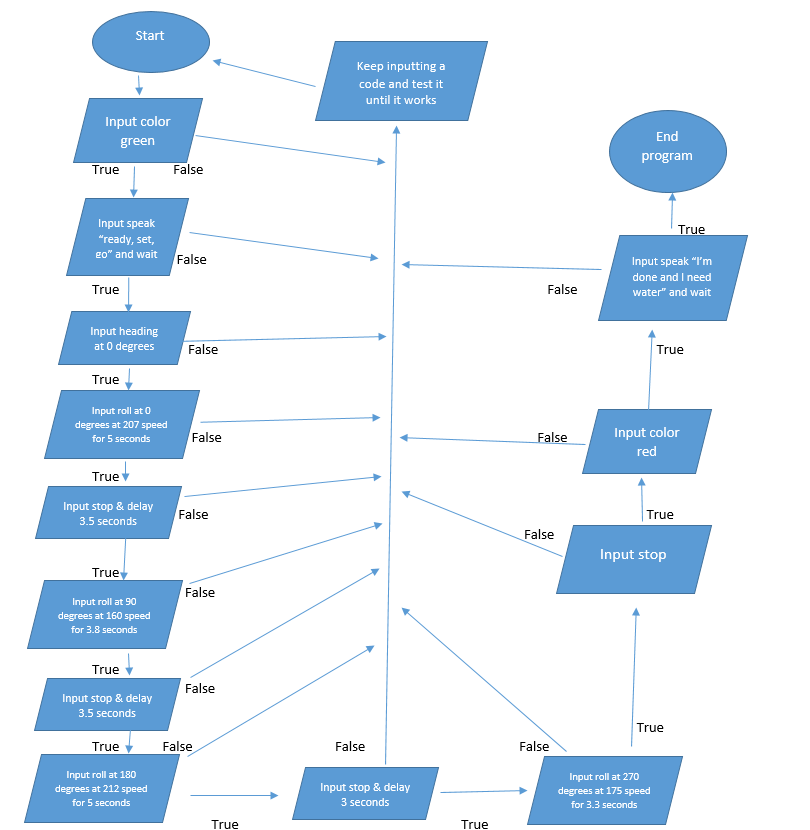 Start
Keep inputting a
code and test it
until it works
Input color
green
True
False
Input speak
“ready, set,
go” and wait
False
True
Input heading
at 0 degrees
False
True
Input roll at 0
degrees at 207 speed
for 5 seconds
False
True
Input stop & delay
3.5 seconds
False
True
Input roll at 90
degrees at 160 speed
for 3.8 seconds
False
True
Input stop & delay
3.5 seconds
False
True
False
Input roll at 180
degrees at 212 speed
for 5 seconds
True
False
Input stop & delay
3 seconds
True
False
Input roll at 270
degrees at 175 speed
for 3.3 seconds
True
Input stop
False
True
Input color
red
False
True
Input speak “I’m
done and I need
water” and wait
False
True
End
program